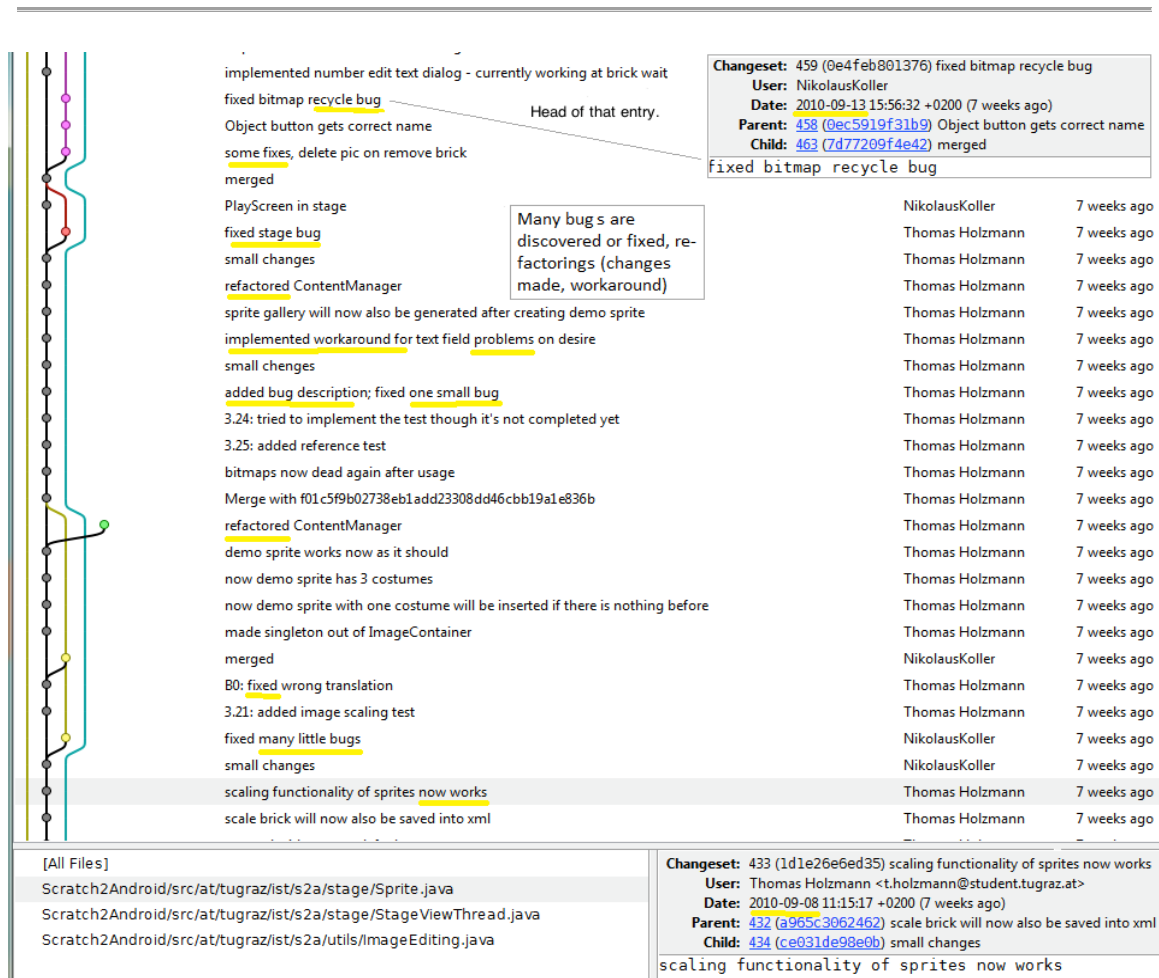 implemented number edit text dialog - currently working at brick wait
fixed bitmap recycle bug
Object button gets correct name
some fixes, delete pic on remove brick
merged
Head of that entry.
Changeset: 459 (0e4feb801376) fixed bitmap recycle bug
User: NikolausKoller
Date: 2010-09-13 15:56:32 +0200 (7 weeks ago)
Parent: 458 (0ec5919f31b9) Object button gets correct name
Child: 463 (7d77209f4e42) merged
fixed bitmap recycle bug
PlayScreen in stage NikolausKoller 7 weeks ago
fixed stage bug Thomas Holzmann 7 weeks ago
small changes Thomas Holzmann 7 weeks ago
refactored ContentManager Thomas Holzmann 7 weeks ago
Many bug s are
discovered or fixed, re-
factorings (changes
made, workaround)
sprite gallery will now also be generated after creating demo sprite Thomas Holzmann 7 weeks ago
implemented workaround for text field problems on desire Thomas Holzmann 7 weeks ago
small chenges Thomas Holzmann 7 weeks ago
added bug description; fixed one small bug Thomas Holzmann 7 weeks ago
3.24: tried to implement the test though it's not completed yet Thomas Holzmann 7 weeks ago
3.25: added reference test Thomas Holzmann 7 weeks ago
bitmaps now dead again after usage Thomas Holzmann 7 weeks ago
Merge with f01c5f9b02738eb1add23308dd46cbb19a1e836b Thomas Holzmann 7 weeks ago
refactored ContentManager Thomas Holzmann 7 weeks ago
demo sprite works now as it should Thomas Holzmann 7 weeks ago
now demo sprite has 3 costumes Thomas Holzmann 7 weeks ago
now demo sprite with one costume will be inserted if there is nothing before Thomas Holzmann 7 weeks ago
made singleton out of ImageContainer Thomas Holzmann 7 weeks ago
merged NikolausKoller 7 weeks ago
B0: fixed wrong translation Thomas Holzmann 7 weeks ago
3.21: added image scaling test Thomas Holzmann 7 weeks ago
fixed many little bugs NikolausKoller 7 weeks ago
small changes NikolausKoller 7 weeks ago
scaling functionality of sprites now works Thomas Holzmann 7 weeks ago
scale brick will now also be saved into xml Thomas Holzmann 7 weeks ago
[All Files]
Scratch2Android/src/at/tugraz/ist/s2a/stage/Sprite.java
Scratch2Android/src/at/tugraz/ist/s2a/stage/StageViewThread.java
Scratch2Android/src/at/tugraz/ist/s2a/utils/ImageEditing.java
Changeset: 433 (1d1e26e6ed35) scaling functionality of sprites now works
User: Thomas Holzmann <t.holzmann@student.tugraz.at>
Date: 2010-09-08 11:15:17 +0200 (7 weeks ago)
Parent: 432 (a965c3062462) scale brick will now also be saved into xml
Child: 434 (ce031de98e0b) small changes
scaling functionality of sprites now works